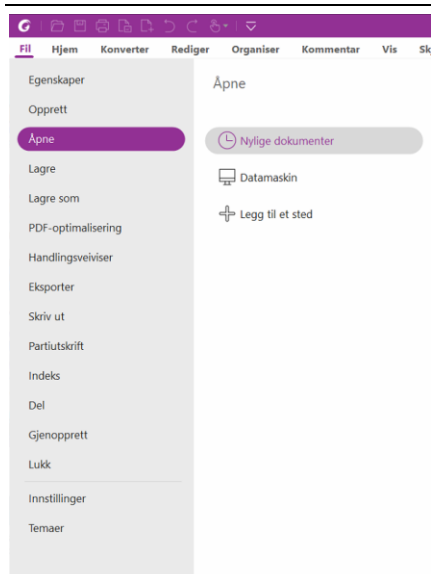 Fil Hjem Konverter Rediger Organiser Kommentar Vis
Egenskaper
Opprett
Åpne
Lagre
Lagre som
PDF-optimalisering
Handlingsveiviser
Eksporter
Skriv ut
Partiutskrift
Indeks
Del
Gjenopprett
Lukk
Innstillinger
Temaer
Åpne
Nylige dokumenter
Datamaskin
Legg til et sted